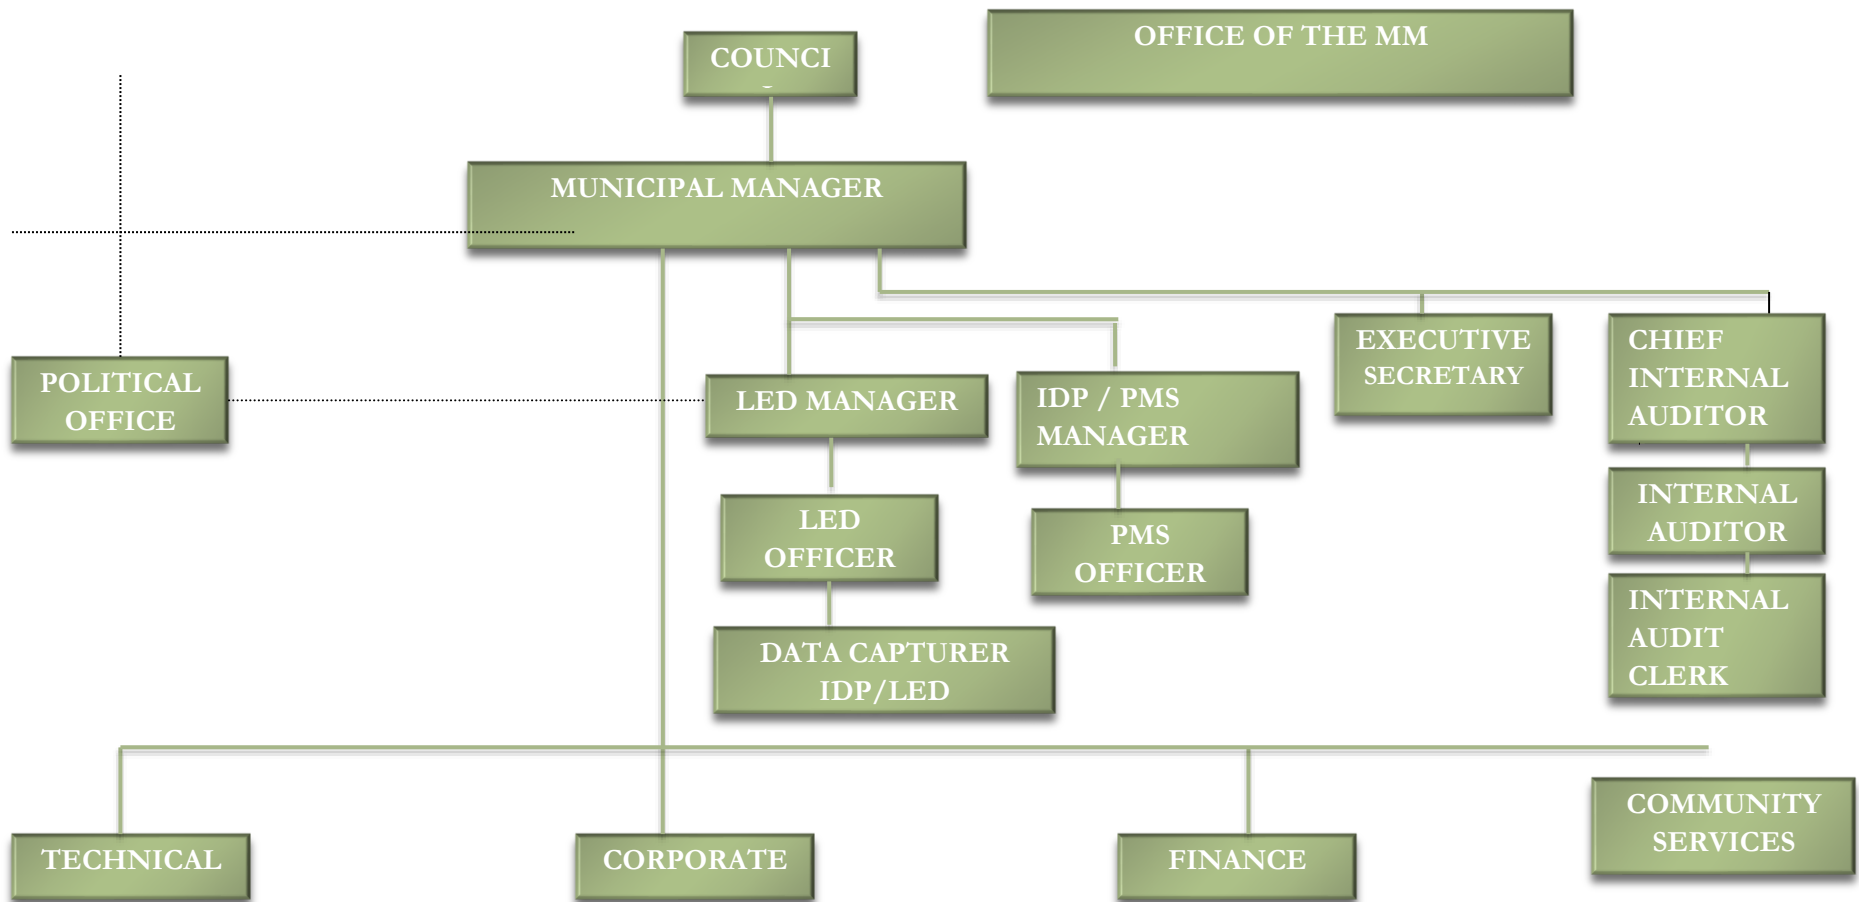 COUNCI
OFFICE OF THE MM
MUNICIPAL MANAGER
POLITICAL
OFFICE
LED MANAGER
IDP / PMS
MANAGER
EXECUTIVE
SECRETARY
CHIEF
INTERNAL
AUDITOR
LED
OFFICER
PMS
OFFICER
INTERNAL
AUDITOR
DATA CAPTURER
IDP/LED
INTERNAL
AUDIT
CLERK
TECHNICAL
CORPORATE
FINANCE
COMMUNITY
SERVICES